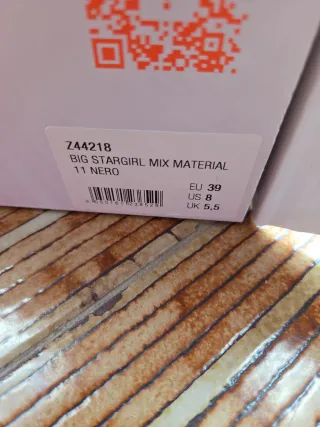 Z44218
BIG STARGIRL MIX MATERIAL
11 NERO
EU 39
US 8
UK 5,5